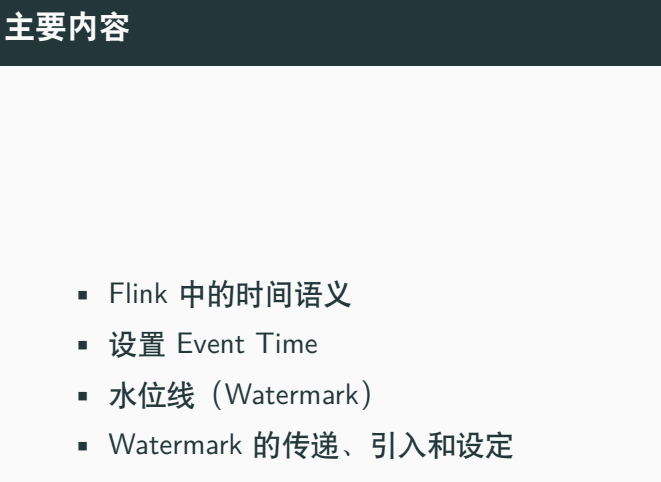 主要内容
▪ Flink 中的时间语义
▪ 设置 Event Time
▪ 水位线（Watermark）
▪ Watermark 的传递、引入和设定